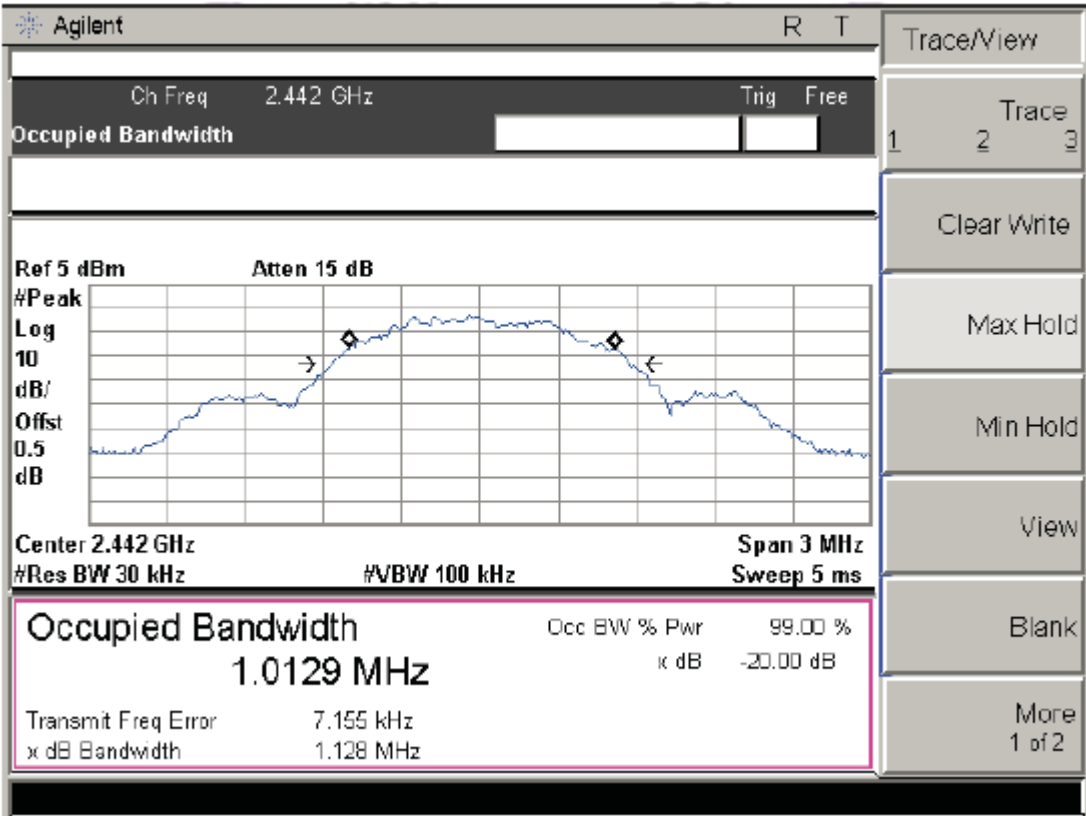 Agilent
R T
Trace/View
Ch Freq 2.442 GHz
Trig Free
Occupied Bandwidth
Trace
1 2 3
Clear Write
Max Hold
Min Hold
View
Blank
More
1 of 2
Ref 5 dBm
Atten 15 dB
#Peak
Log
10
dB/
Offst
0.5
dB
Center 2.442 GHz
Span 3 MHz
#Res BW 30 kHz
#VBW 100 kHz
Sweep 5 ms
Occupied Bandwidth
1.0129 MHz
Occ BW % Pwr 99.00 %
x dB -20.00 dB
Transmit Freq Error 7.155 kHz
x dB Bandwidth 1.128 MHz